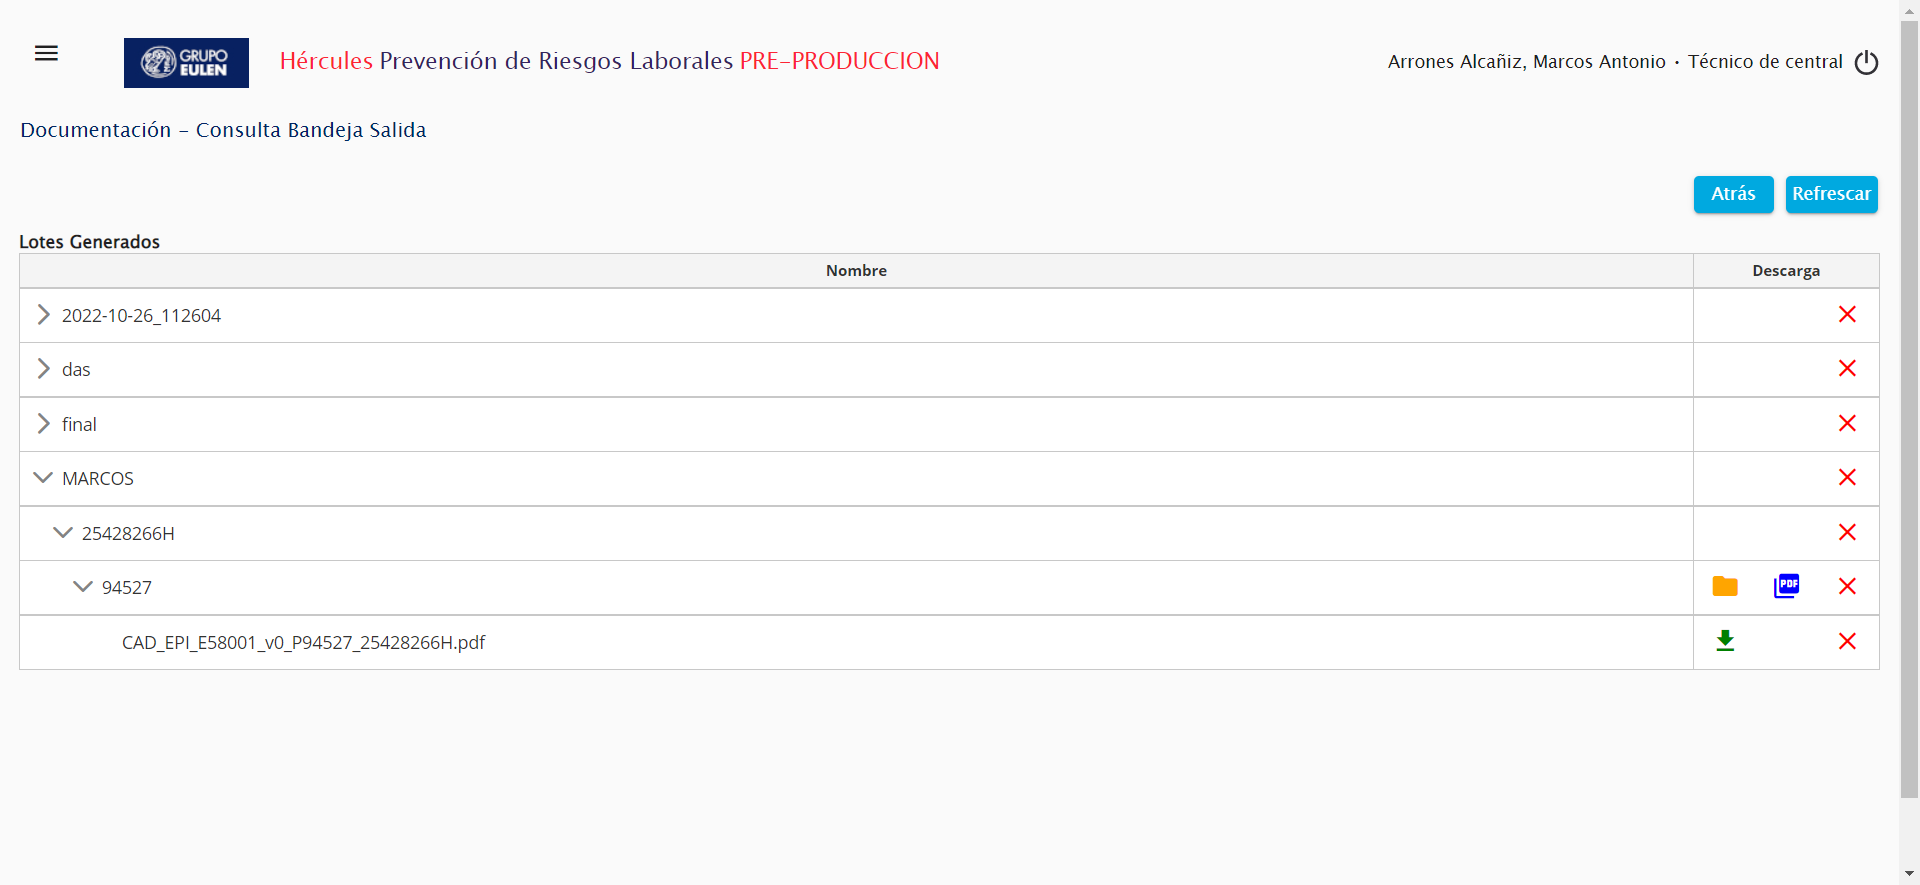 GRUPO
EULEN
Hércules Prevención de Riesgos Laborales PRE-PRODUCCION
Arrones Alcañiz, Marcos Antonio · Técnico de central
Documentación - Consulta Bandeja Salida
Atrás
Refrescar
Lotes Generados
Nombre
Descarga
2022-10-26_112604
das
final
MARCOS
25428266H
94527
PDF
CAD_EPI_E58001_v0_P94527_25428266H.pdf